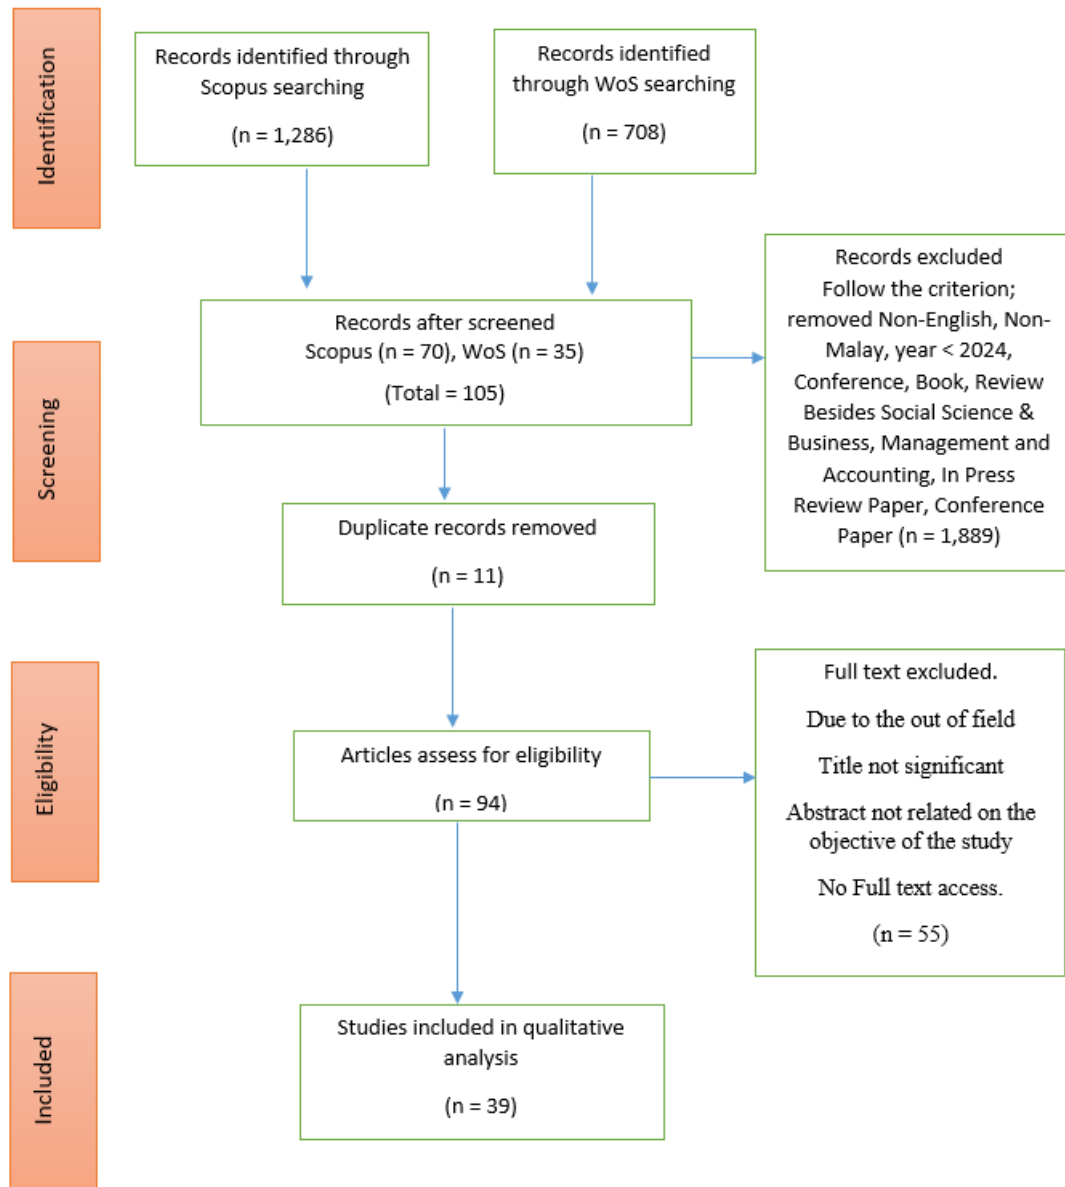 Identification
Records identified through
Scopus searching
(n = 1,286)
Records identified
through WoS searching
(n = 708)
Screening
Records after screened
Scopus (n = 70), WoS (n = 35)
(Total = 105)
Records excluded
Follow the criterion;
removed Non-English, Non-
Malay, year < 2024,
Conference, Book, Review
Besides Social Science &
Business, Management and
Accounting, In Press
Review Paper, Conference
Paper (n = 1,889)
Duplicate records removed
(n = 11)
Eligibility
Articles assess for eligibility
(n = 94)
Full text excluded.
Due to the out of field
Title not significant
Abstract not related on the
objective of the study
No Full text access.
(n = 55)
Included
Studies included in qualitative
analysis
(n = 39)